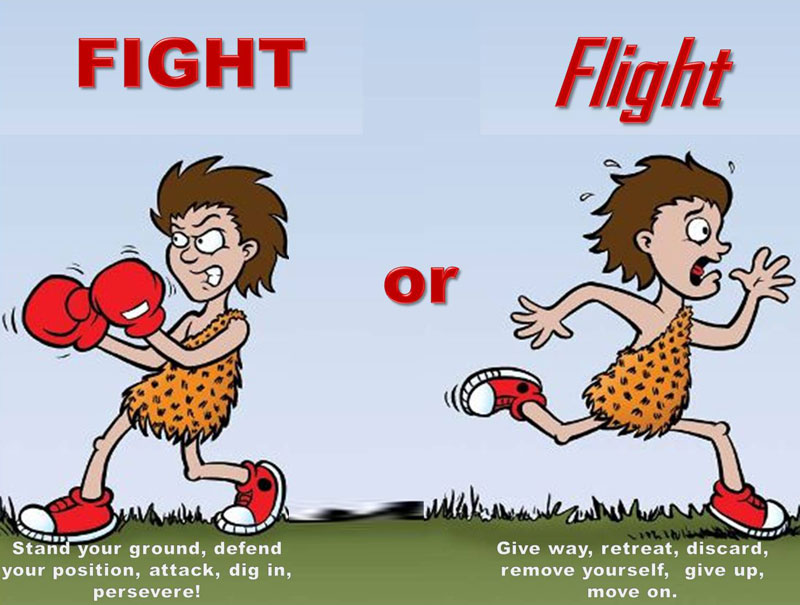 FIGHT
Flight
or
Stand your ground, defend
your position, attack, dig in,
persevere!
Give way, retreat, discard,
remove yourself, give up,
move on.